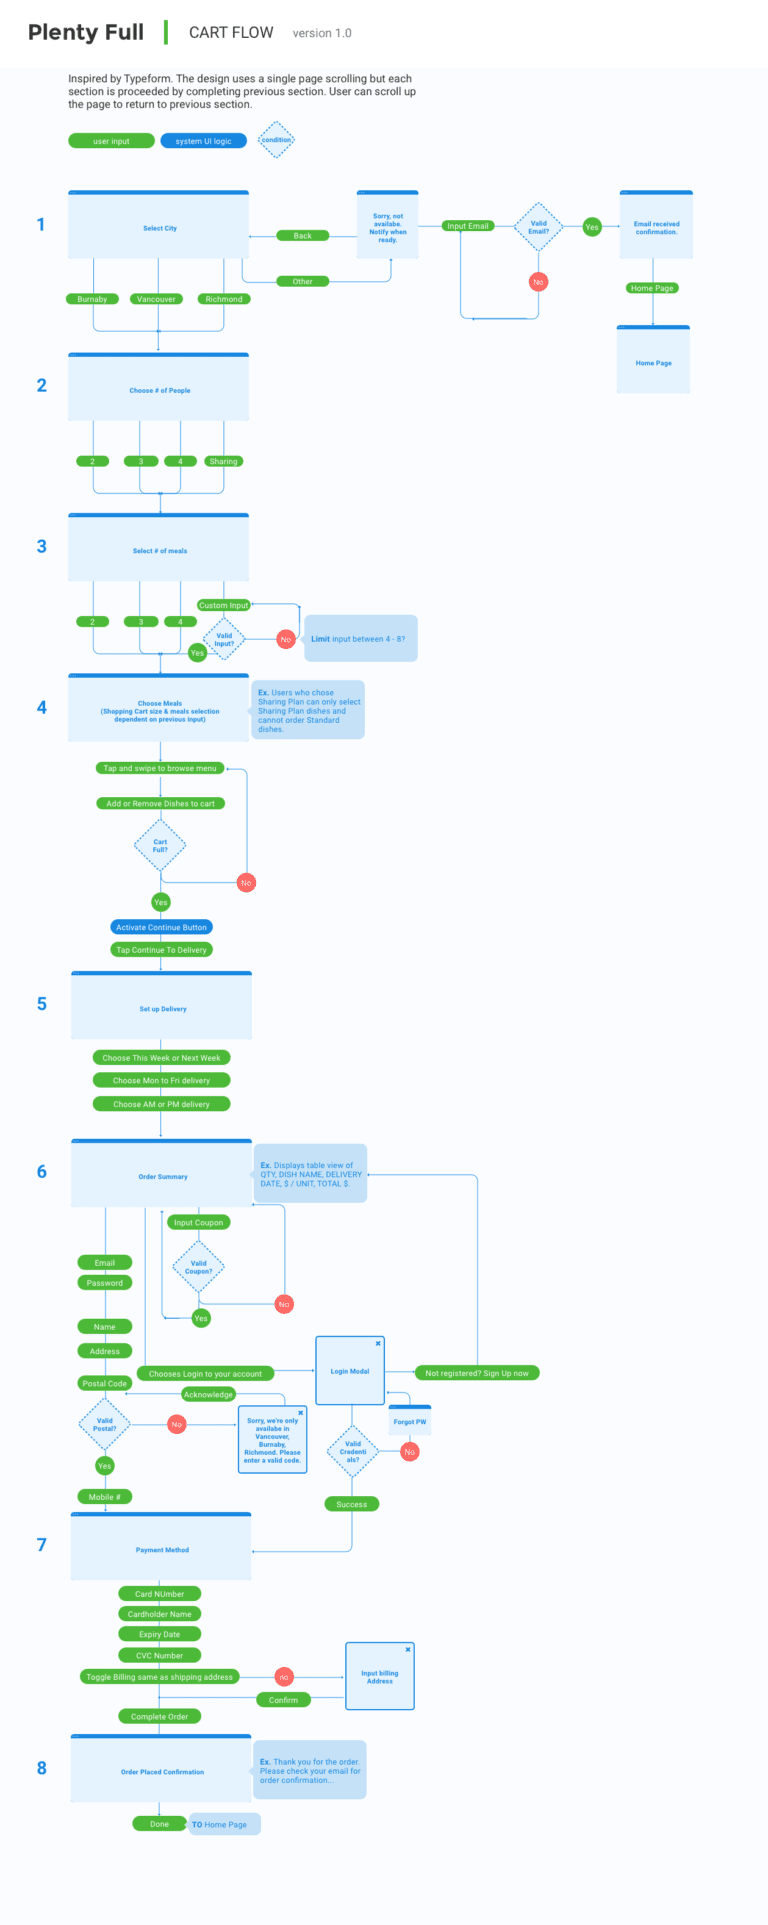 Plenty Full
CART FLOW
version 1.0
Inspired by Typeform. The design uses a single page scrolling but each
section is proceeded by completing previous section. User can scroll up
the page to return to previous section.
user input
system UI logic
condition
1
Select City
Sorry, not
availabe.
Notify when
ready.
Input Email
Valid
Email?
Yes
Email received
confirmation.
Back
Other
No
Home Page
Burnaby
Vancouver
Richmond
Home Page
2
Choose # of People
2
3
4
Sharing
3
Select # of meals
Custom Input
2
3
4
Valid
Input?
No
Limit input between 4 - 8?
Yes
4
Choose Meals
(Shopping Cart size & meals selection
dependent on previous input)
Ex. Users who chose
Sharing Plan can only select
Sharing Plan dishes and
cannot order Standard
dishes.
Tap and swipe to browse menu
Add or Remove Dishes to cart
Cart
Full?
No
Yes
Activate Continue Button
Tap Continue To Delivery
5
Set up Delivery
Choose This Week or Next Week
Choose Mon to Fri delivery
Choose AM or PM delivery
6
Order Summary
Ex. Displays table view of
QTY, DISH NAME, DELIVERY
DATE, $ / UNIT, TOTAL $.
Input Coupon
Email
Valid
Coupon?
Password
No
Yes
Name
Address
Chooses Login to your account
Login Modal
Not registered? Sign Up now
Postal Code
Acknowledge
Valid
Postal?
No
Sorry, we're only
availabe in
Vancouver,
Burnaby,
Richmond. Please
enter a valid code.
Forgot PW
Valid
Credenti
als?
No
Yes
Mobile #
Success
7
Payment Method
Card NUmber
Cardholder Name
Expiry Date
CVC Number
Toggle Billing same as shipping address
no
Input billing
Address
Confirm
Complete Order
8
Order Placed Confirmation
Ex. Thank you for the order.
Please check your email for
order confirmation...
Done
TO Home Page